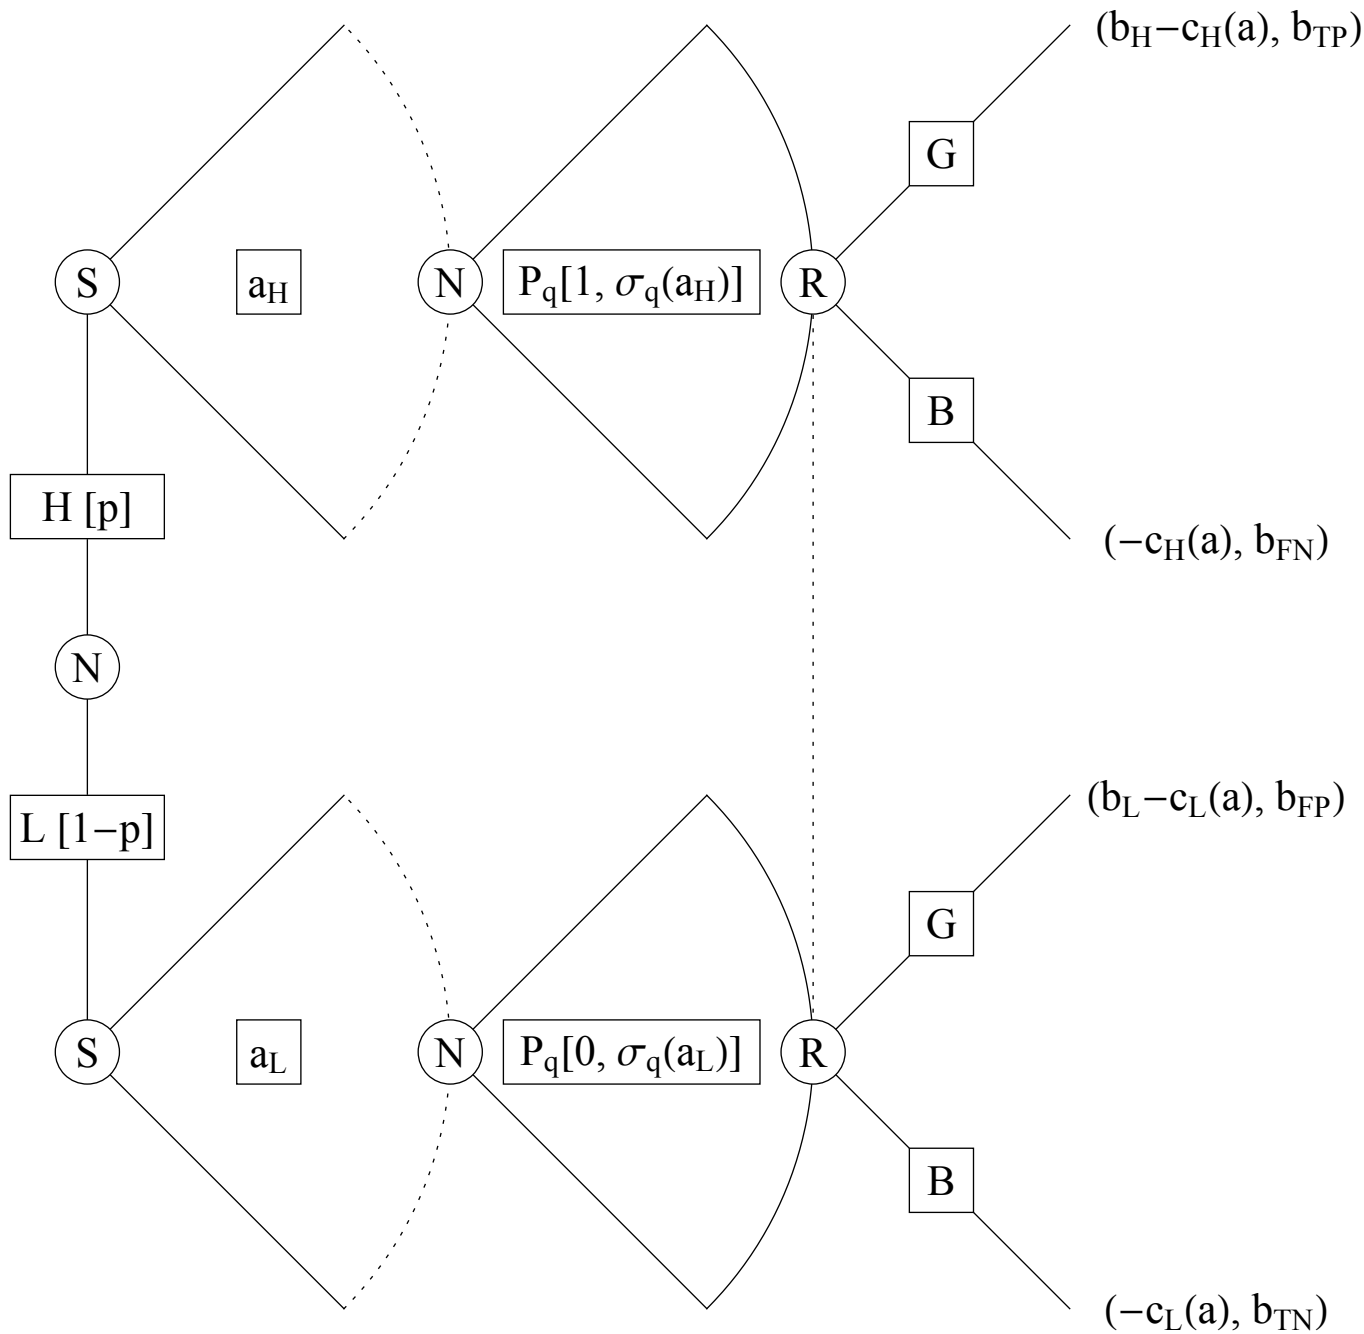 (b_H−c_H(a), b_TP)
G
S
a_H
N
P_q[1, σ_q(a_H)]
R
B
H [p]
(−c_H(a), b_FN)
N
(b_L−c_L(a), b_FP)
L [1−p]
G
S
a_L
N
P_q[0, σ_q(a_L)]
R
B
(−c_L(a), b_TN)